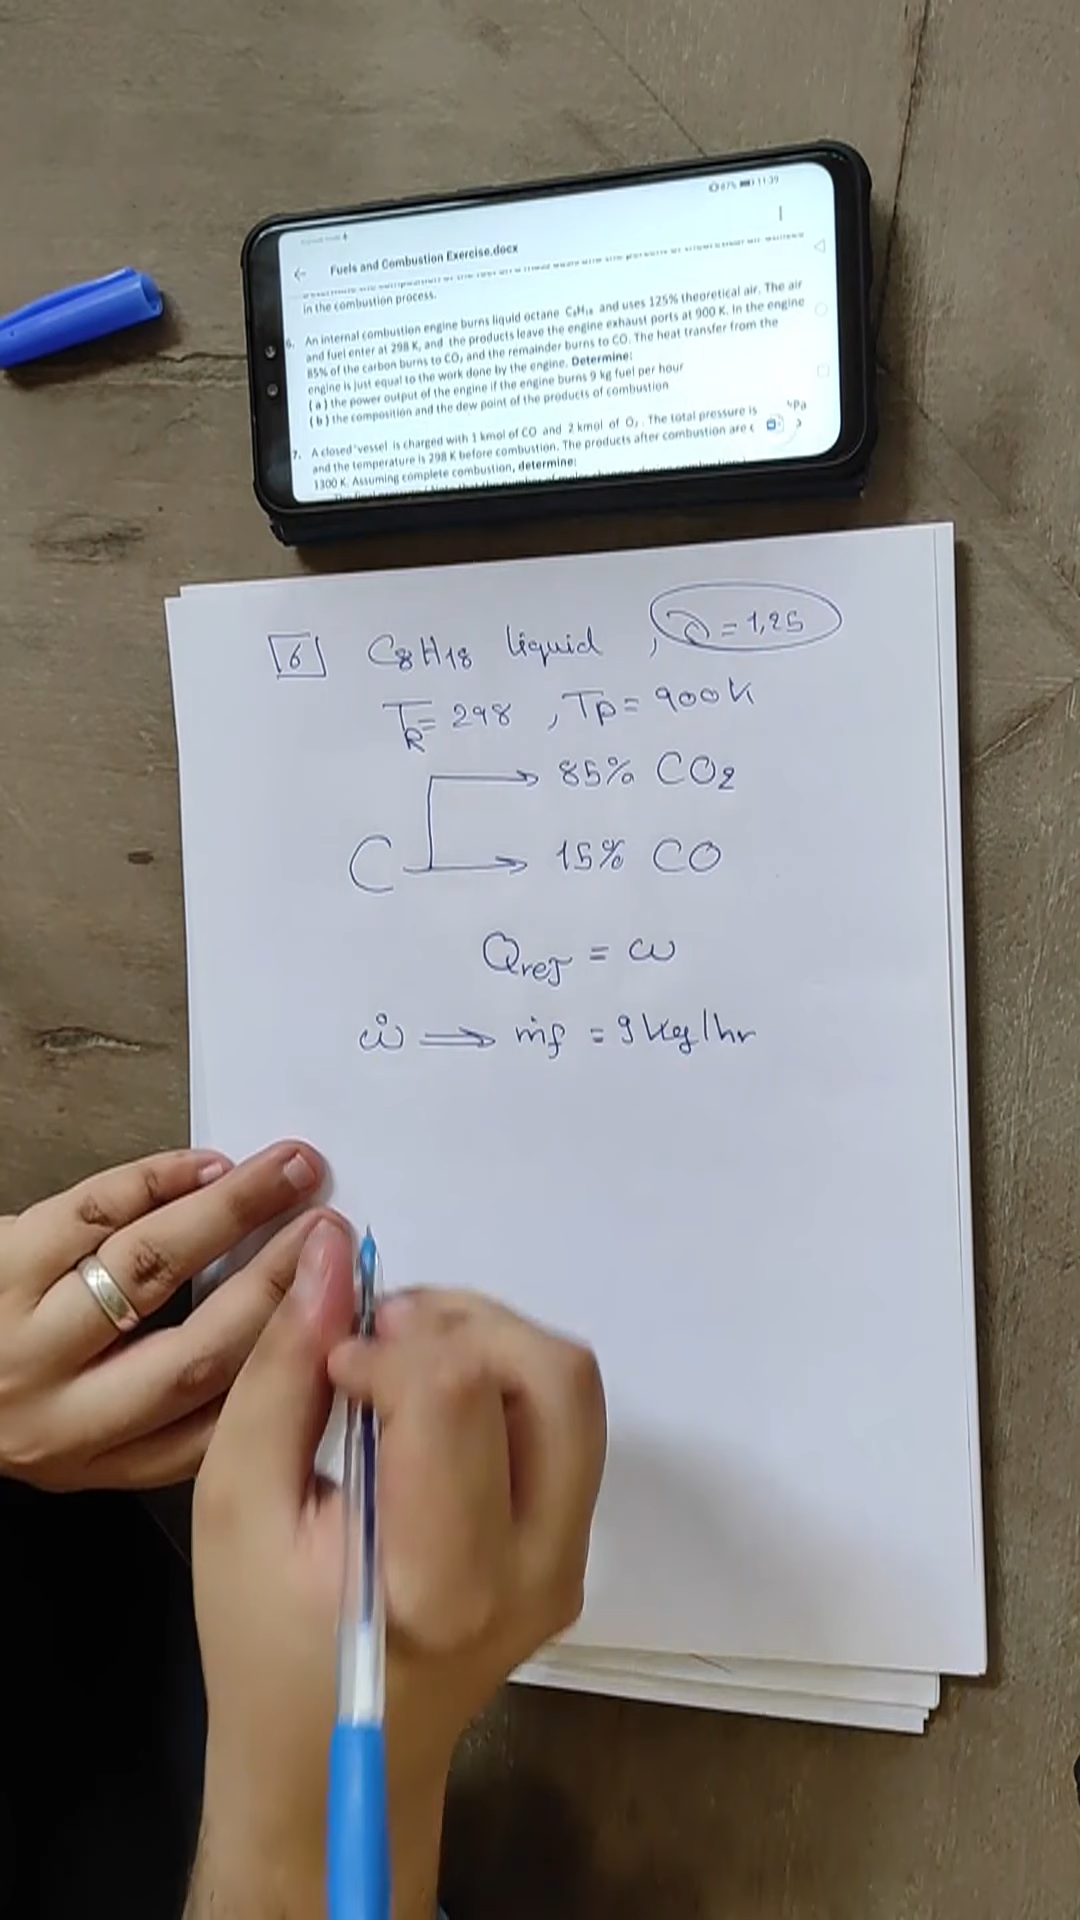 87% 11:39
Fuels and Combustion Exercise.docx
in the combustion process.
6. An internal combustion engine burns liquid octane C₈H₁₈ and uses 125% theoretical air. The air
and fuel enter at 298 K, and the products leave the engine exhaust ports at 900 K. In the engine
85% of the carbon burns to CO₂ and the remainder burns to CO. The heat transfer from the
engine is just equal to the work done by the engine. Determine:
(a) the power output of the engine if the engine burns 9 kg fuel per hour
(b) the composition and the dew point of the products of combustion
7. A closed vessel is charged with 1 kmol of CO and 2 kmol of O₂. The total pressure is kPa
and the temperature is 298 K before combustion. The products after combustion are
1300 K. Assuming complete combustion, determine:
6 C8H18 liquid, λ = 1,25
TR = 298, TP = 900 K
85% CO2
C
15% CO
Qrej = ω
ω̇ ⟹ ṁf = 9 kg/hr